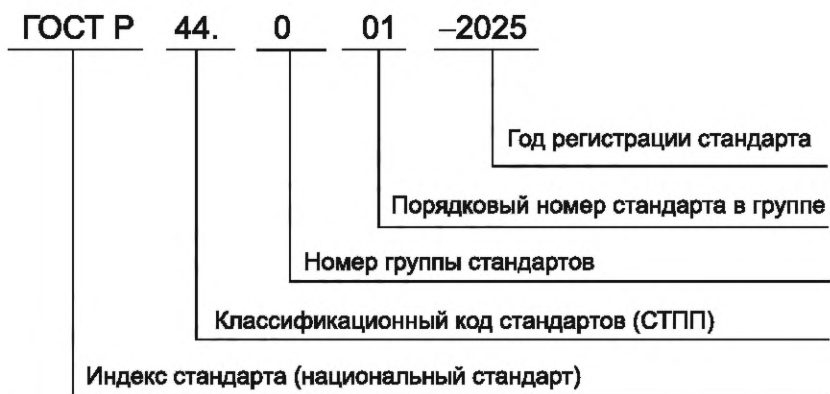 ГОСТ Р 44. 0 01 –2025
Год регистрации стандарта
Порядковый номер стандарта в группе
Номер группы стандартов
Классификационный код стандартов (СТПП)
Индекс стандарта (национальный стандарт)